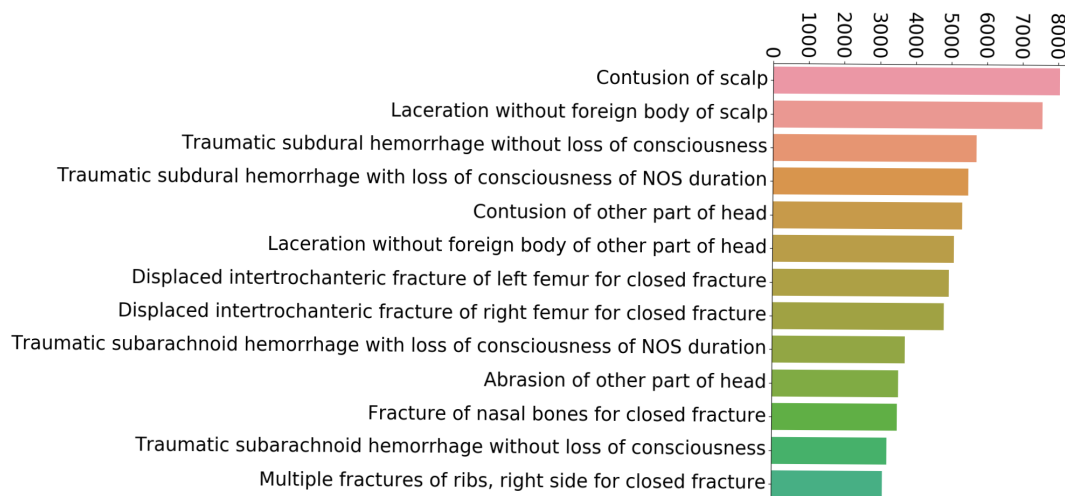 0 1000 2000 3000 4000 5000 6000 7000 8000
Contusion of scalp
Laceration without foreign body of scalp
Traumatic subdural hemorrhage without loss of consciousness
Traumatic subdural hemorrhage with loss of consciousness of NOS duration
Contusion of other part of head
Laceration without foreign body of other part of head
Displaced intertrochanteric fracture of left femur for closed fracture
Displaced intertrochanteric fracture of right femur for closed fracture
Traumatic subarachnoid hemorrhage with loss of consciousness of NOS duration
Abrasion of other part of head
Fracture of nasal bones for closed fracture
Traumatic subarachnoid hemorrhage without loss of consciousness
Multiple fractures of ribs, right side for closed fracture